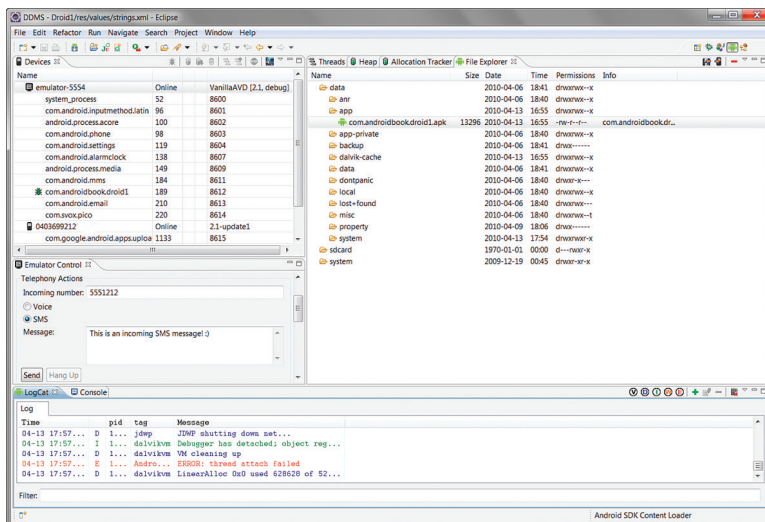 DDMS - Emulator - Droid1/res/values/strings.xml - Eclipse
File Edit Refactor Run Navigate Search Project Window Help
Devices
Name
emulator-5554 Online VanillaAVD [2.1, debug]
system_process 52 8600
com.android.inputmethod.latin 96 8601
android.process.acore 100 8602
com.android.phone 98 8603
com.android.settings 119 8604
com.android.alarmclock 138 8607
android.process.media 149 8609
com.android.mms 184 8611
com.androidbook.droid1 189 8612
com.android.email 210 8613
com.svox.pico 220 8614
0403699212 Online 2.1-update1
com.google.android.apps.uploa 1133 8615
Threads Heap Allocation Tracker File Explorer
Name Size Date Time Permissions Info
data 2010-04-06 18:41 drwxrwx--x
anr 2010-04-06 18:40 drwxrwx--x
app 2010-04-13 16:55 drwxrwx--x
com.androidbook.droid1.apk 13296 2010-04-13 16:55 -rw-r--r-- com.androidbook.dr...
app-private 2010-04-06 18:40 drwxrwx--x
backup 2010-04-06 18:41 drwx------
dalvik-cache 2010-04-13 16:55 drwxrwx--x
data 2010-04-06 18:41 drwxrwx--x
dontpanic 2010-04-06 18:40 drwxr-x---
local 2010-04-06 18:40 drwxrwx--x
lost+found 2010-04-06 18:40 drwxrwx---
misc 2010-04-06 18:40 drwxrwx--t
property 2010-04-06 18:06 drwx------
system 2010-04-13 17:54 drwxrwxr-x
sdcard 1970-01-01 00:00 d---rwxr-x
system 2009-12-19 00:45 drwxr-xr-x
Emulator Control
Telephony Actions
Incoming number: 5551212
Voice
SMS
Message: This is an incoming SMS message! :)
Send Hang Up
LogCat Console
V D I W E
Log
Time pid tag Message
04-13 17:57... D 1... jdwp JDWP shutting down net...
04-13 17:57... I 1... dalvikvm Debugger has detached; object reg...
04-13 17:57... D 1... dalvikvm VM cleaning up
04-13 17:57... E 1... Andro... ERROR: thread attach failed
04-13 17:57... D 1... dalvikvm LinearAlloc 0x0 used 628628 of 52...
Filter:
Android SDK Content Loader